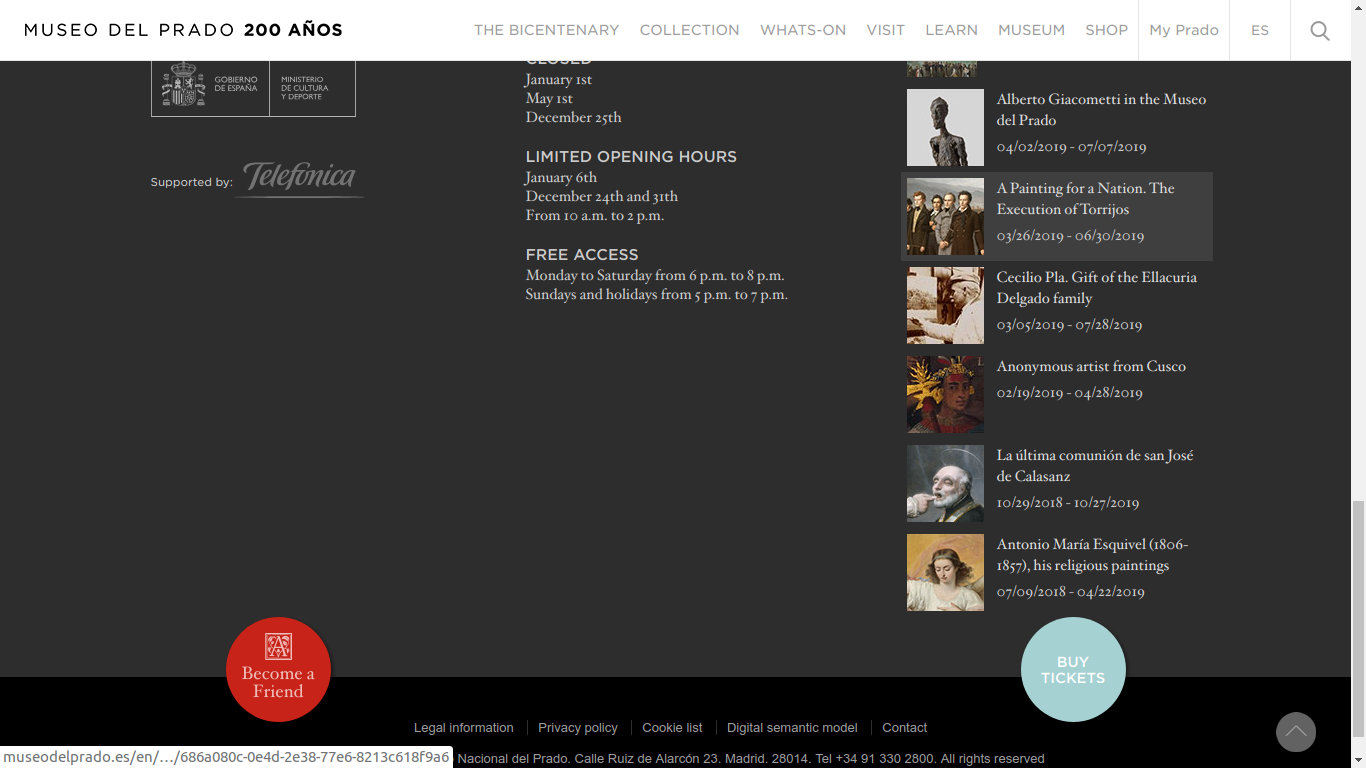 MUSEO DEL PRADO 200 AÑOS
THE BICENTENARY
COLLECTION
WHATS-ON
VISIT
LEARN
MUSEUM
SHOP
My Prado
ES
GOBIERNO
DE ESPAÑA
MINISTERIO
DE CULTURA
Y DEPORTE
Supported by:
Telefónica
CLOSED
January 1st
May 1st
December 25th
LIMITED OPENING HOURS
January 6th
December 24th and 31th
From 10 a.m. to 2 p.m.
FREE ACCESS
Monday to Saturday from 6 p.m. to 8 p.m.
Sundays and holidays from 5 p.m. to 7 p.m.
Alberto Giacometti in the Museo
del Prado
04/02/2019 - 07/07/2019
A Painting for a Nation. The
Execution of Torrijos
03/26/2019 - 06/30/2019
Cecilio Pla. Gift of the Ellacuria
Delgado family
03/05/2019 - 07/28/2019
Anonymous artist from Cusco
02/19/2019 - 04/28/2019
La última comunión de san José
de Calasanz
10/29/2018 - 10/27/2019
Antonio María Esquivel (1806-
1857), his religious paintings
07/09/2018 - 04/22/2019
Become a
Friend
BUY
TICKETS
Legal information
Privacy policy
Cookie list
Digital semantic model
Contact
museodelprado.es/en/.../686a080c-0e4d-2e38-77e6-8213c618f9a6
Nacional del Prado. Calle Ruiz de Alarcón 23. Madrid. 28014. Tel +34 91 330 2800. All rights reserved